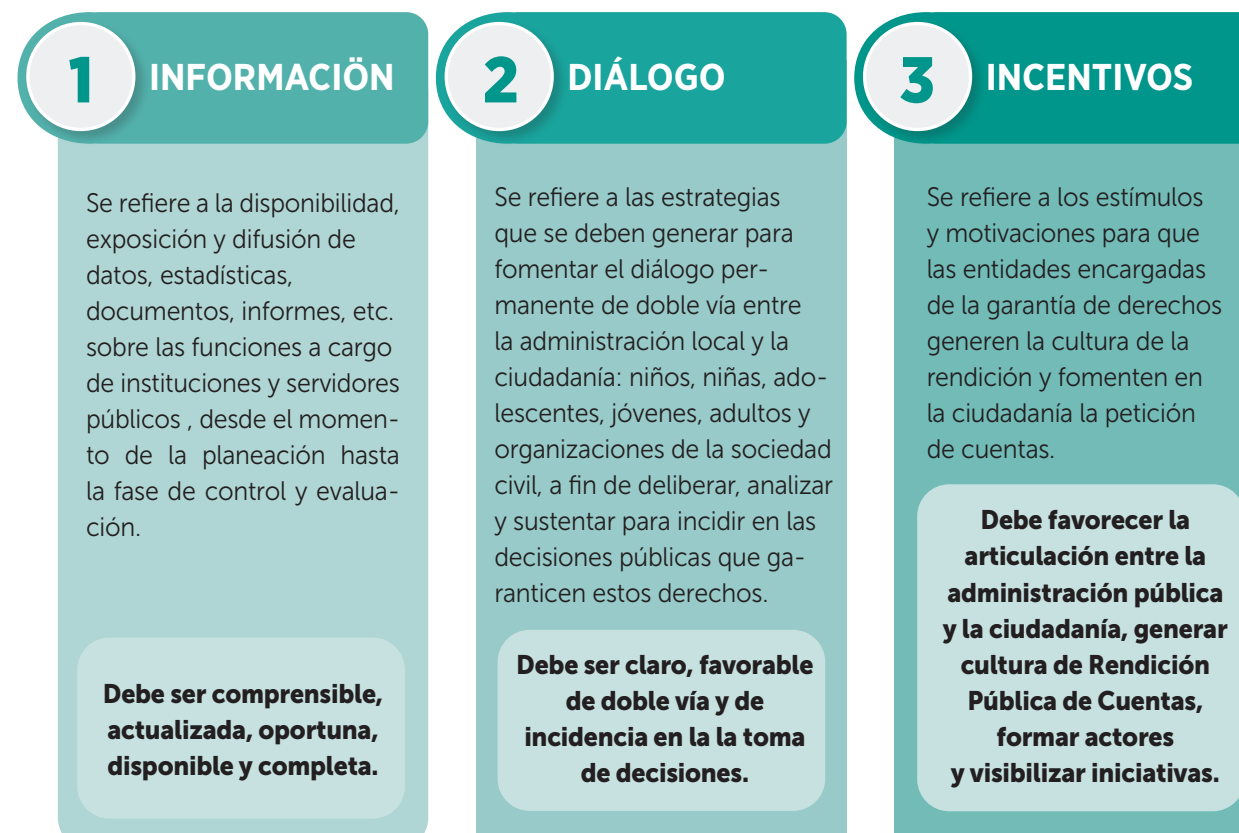 1
INFORMACIÖN
Se refiere a la disponibilidad,
exposición y difusión de
datos, estadísticas,
documentos, informes, etc.
sobre las funciones a cargo
de instituciones y servidores
públicos , desde el momen-
to de la planeación hasta
la fase de control y evalua-
ción.
Debe ser comprensible,
actualizada, oportuna,
disponible y completa.
2
DIÁLOGO
Se refiere a las estrategias
que se deben generar para
fomentar el diálogo per-
manente de doble vía entre
la administración local y la
ciudadanía: niños, niñas, ado-
lescentes, jóvenes, adultos y
organizaciones de la sociedad
civil, a fin de deliberar, analizar
y sustentar para incidir en las
decisiones públicas que ga-
ranticen estos derechos.
Debe ser claro, favorable
de doble vía y de
incidencia en la la toma
de decisiones.
3
INCENTIVOS
Se refiere a los estímulos
y motivaciones para que
las entidades encargadas
de la garantía de derechos
generen la cultura de la
rendición y fomenten en
la ciudadanía la petición
de cuentas.
Debe favorecer la
articulación entre la
administración pública
y la ciudadanía, generar
cultura de Rendición
Pública de Cuentas,
formar actores
y visibilizar iniciativas.